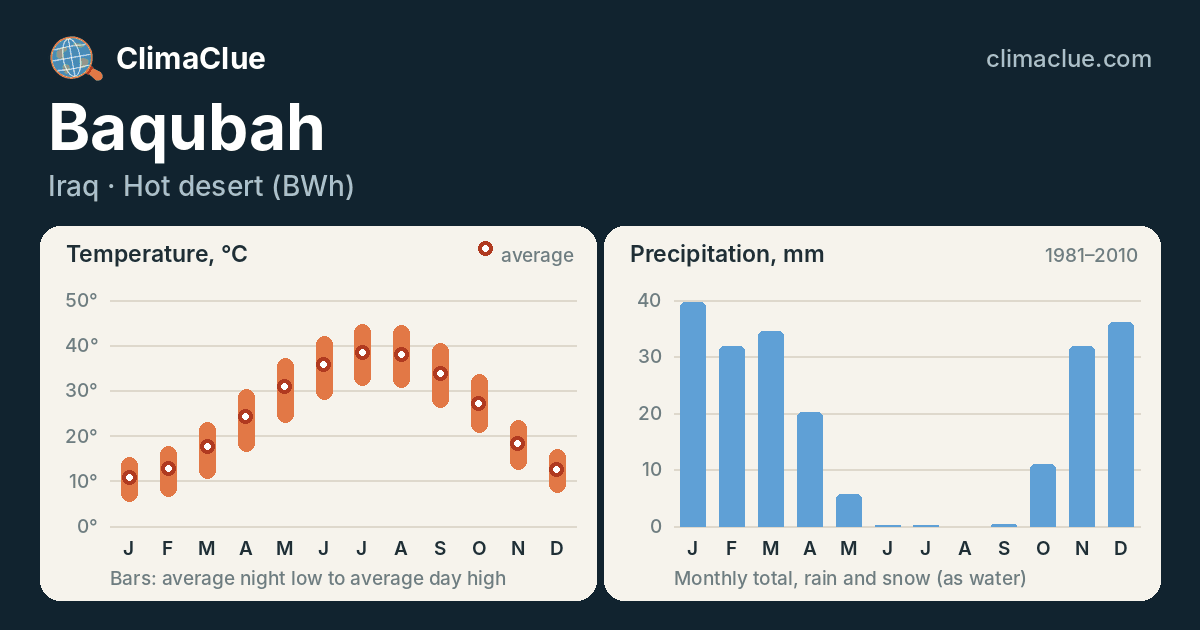 ClimaClue
climaclue.com
Baqubah
Iraq · Hot desert (BWh)
Temperature, °C
average
50°
40°
30°
20°
10°
0°
J F M A M J J A S O N D
Bars: average night low to average day high
Precipitation, mm
1981–2010
40
30
20
10
0
J F M A M J J A S O N D
Monthly total, rain and snow (as water)